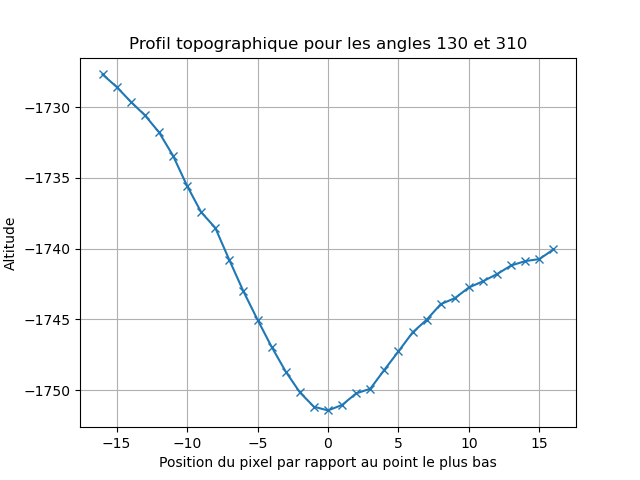 Profil topographique pour les angles 130 et 310
Altitude
−1730
−1735
−1740
−1745
−1750
−15 −10 −5 0 5 10 15
Position du pixel par rapport au point le plus bas